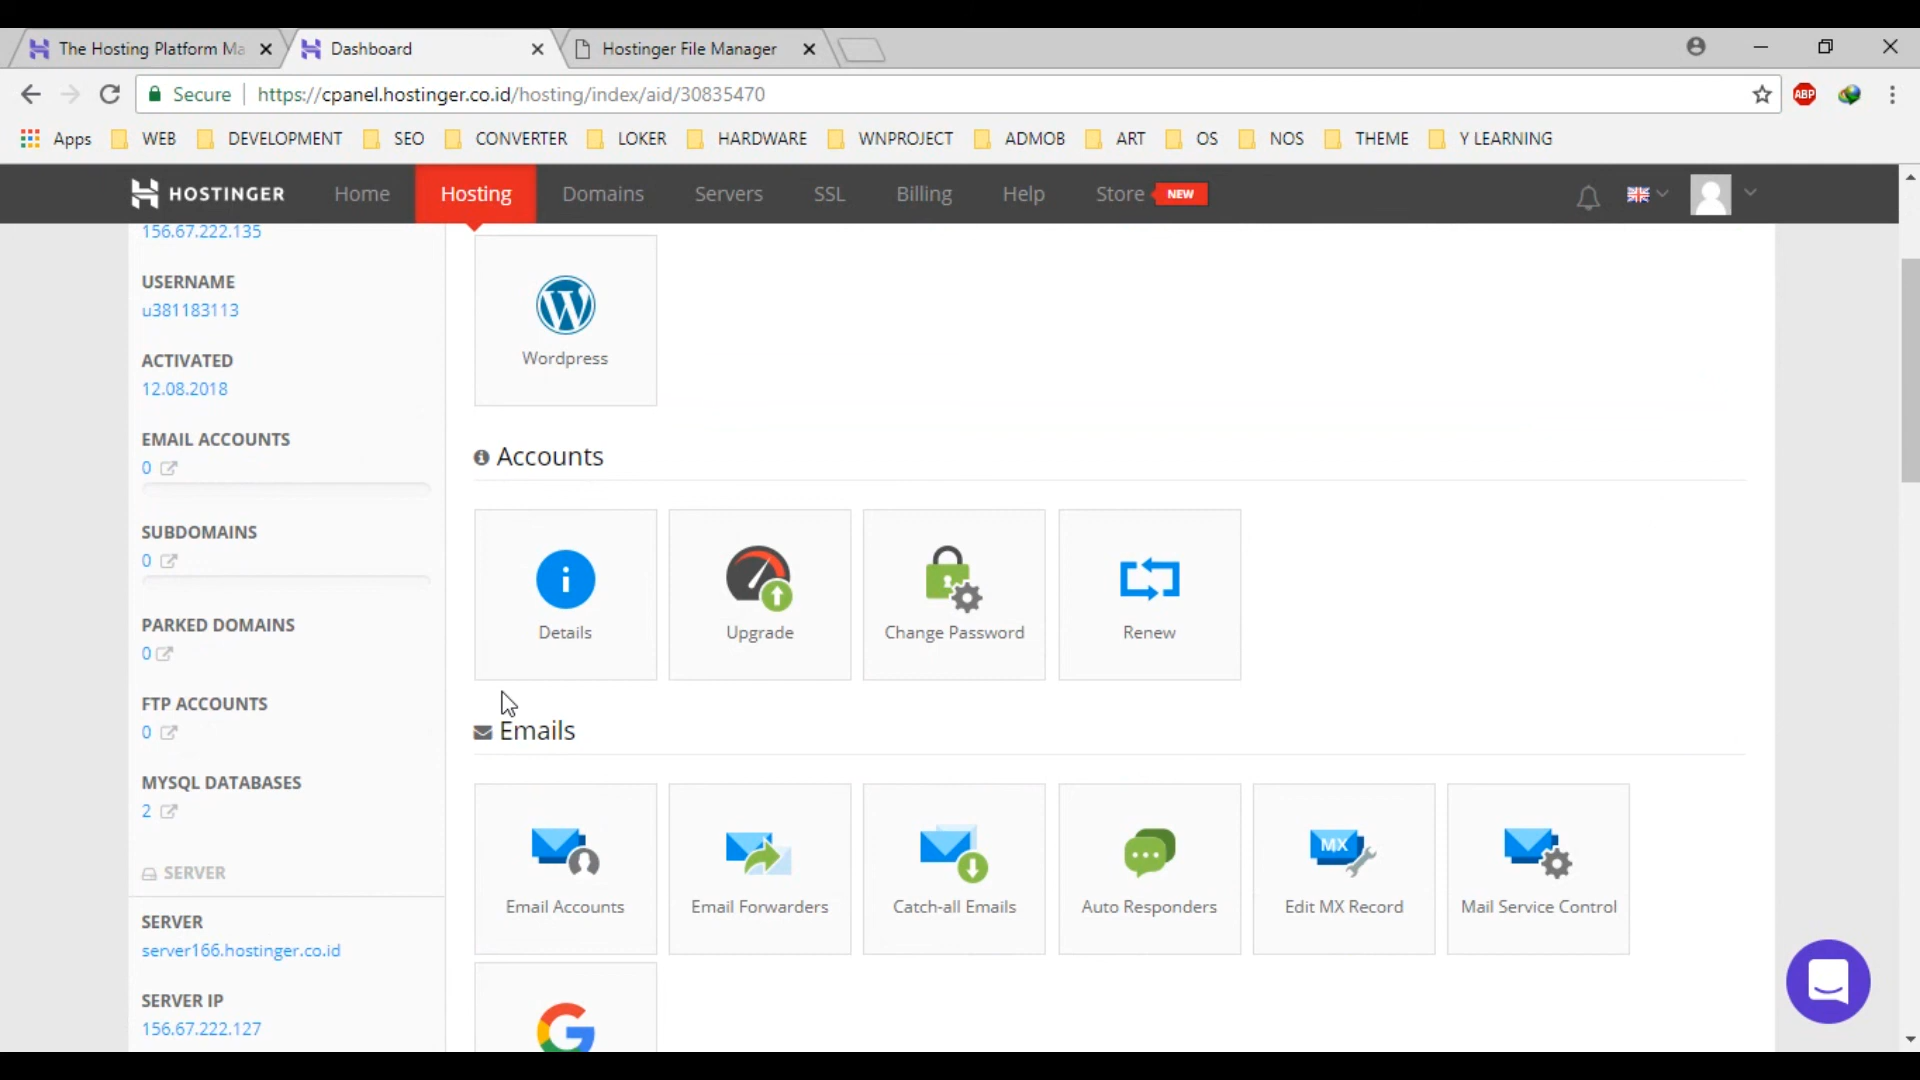 The Hosting Platform Ma
Dashboard
Hostinger File Manager
Secure
https://cpanel.hostinger.co.id/hosting/index/aid/30835470
ABP
Apps
WEB
DEVELOPMENT
SEO
CONVERTER
LOKER
HARDWARE
WNPROJECT
ADMOB
ART
OS
NOS
THEME
Y LEARNING
HOSTINGER
Home
Hosting
Domains
Servers
SSL
Billing
Help
Store
NEW
156.67.222.135
USERNAME
u381183113
ACTIVATED
12.08.2018
EMAIL ACCOUNTS
0
SUBDOMAINS
0
PARKED DOMAINS
0
FTP ACCOUNTS
0
MYSQL DATABASES
2
SERVER
SERVER
server166.hostinger.co.id
SERVER IP
156.67.222.127
Wordpress
Accounts
Details
Upgrade
Change Password
Renew
Emails
Email Accounts
Email Forwarders
Catch-all Emails
Auto Responders
MX
Edit MX Record
Mail Service Control